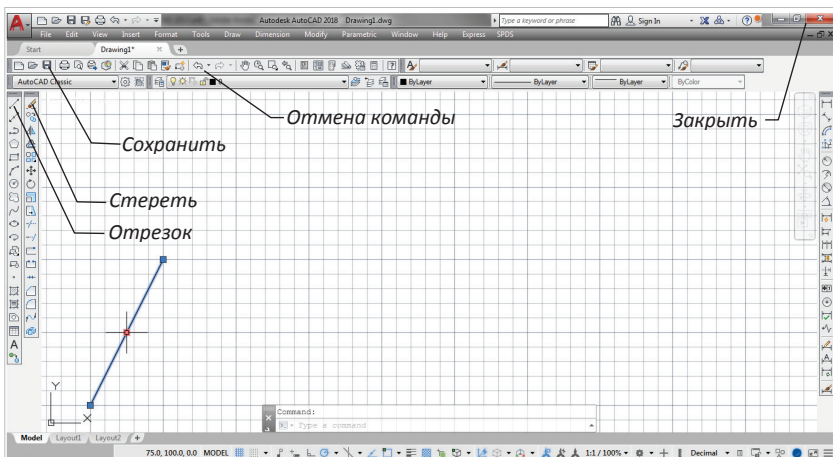 Autodesk AutoCAD 2018 Drawing1.dwg Type a keyword or phrase Sign In
File Edit View Insert Format Tools Draw Dimension Modify Parametric Window Help Express SPDS
Start Drawing1*
AutoCAD Classic 0 ByLayer ByLayer ByLayer ByColor
Отмена команды
Закрыть
Сохранить
Стереть
Отрезок
Y
X
Command:
Type a command
Model Layout1 Layout2 +
75.0, 100.0, 0.0 MODEL 1:1 / 100% Decimal